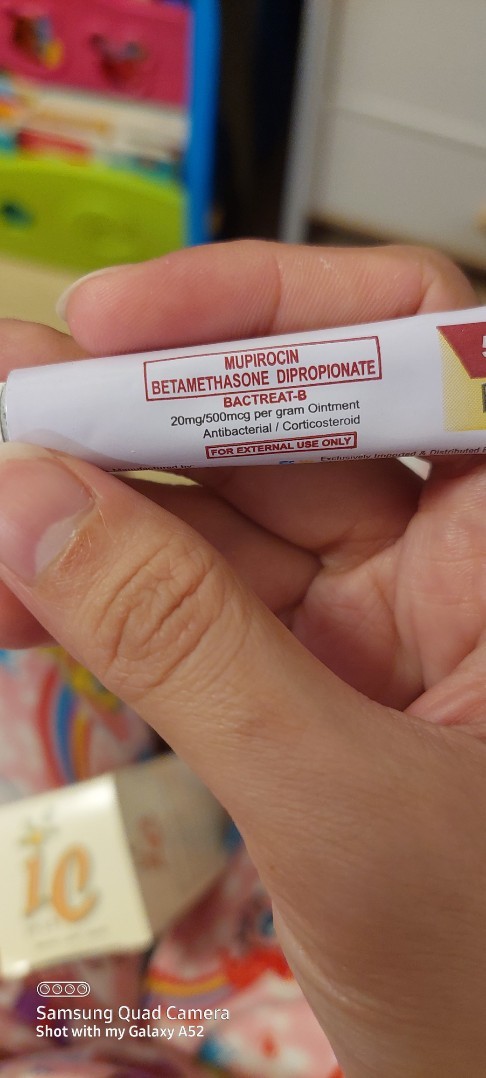 MUPIROCIN
BETAMETHASONE DIPROPIONATE
BACTREAT-B
20mg/500mcg per gram Ointment
Antibacterial / Corticosteroid
FOR EXTERNAL USE ONLY
Exclusively Imported & Distributed
Samsung Quad Camera
Shot with my Galaxy A52